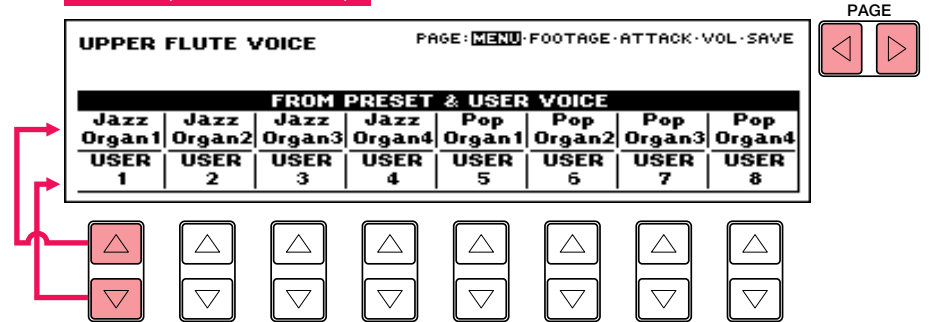 PAGE
UPPER FLUTE VOICE
PAGE:MENU·FOOTAGE·ATTACK·VOL·SAVE
FROM PRESET & USER VOICE
Jazz Jazz Jazz Jazz Pop Pop Pop Pop
Organ1 Organ2 Organ3 Organ4 Organ1 Organ2 Organ3 Organ4
USER USER USER USER USER USER USER USER
1 2 3 4 5 6 7 8